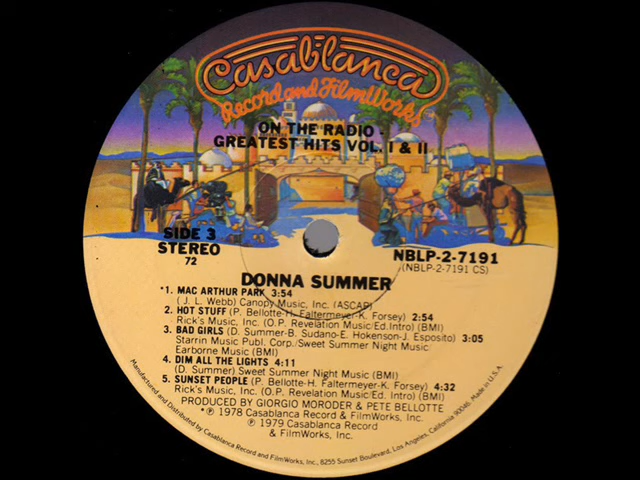 Casablanca
Record and FilmWorks
ON THE RADIO -
GREATEST HITS VOL. I & II
SIDE 3
STEREO
72
NBLP-2-7191
(NBLP-2-7191 CS)
DONNA SUMMER
*1. MAC ARTHUR PARK 3:54
( J. L. Webb) Canopy Music, Inc. (ASCAP)
2. HOT STUFF (P. Bellotte-H. Faltermeyer-K. Forsey) 2:54
Rick's Music, Inc. (O.P. Revelation Music/Ed. Intro) (BMI)
3. BAD GIRLS (D. Summer-B. Sudano-E. Hokenson-J. Esposito) 3:05
Starrin Music Publ. Corp./Sweet Summer Night Music/
Earborne Music (BMI)
4. DIM ALL THE LIGHTS 4:11
(D. Summer) Sweet Summer Night Music (BMI)
5. SUNSET PEOPLE (P. Bellotte-H. Faltermeyer-K. Forsey) 4:32
Rick's Music, Inc. (O.P. Revelation Music/Ed. Intro) (BMI)
PRODUCED BY GIORGIO MORODER & PETE BELLOTTE
*℗ 1978 Casablanca Record & FilmWorks, Inc.
℗ 1979 Casablanca Record
& FilmWorks, Inc.
Manufactured and Distributed by Casablanca Record and FilmWorks, Inc., 8255 Sunset Boulevard, Los Angeles, California 90046. Made in U.S.A.